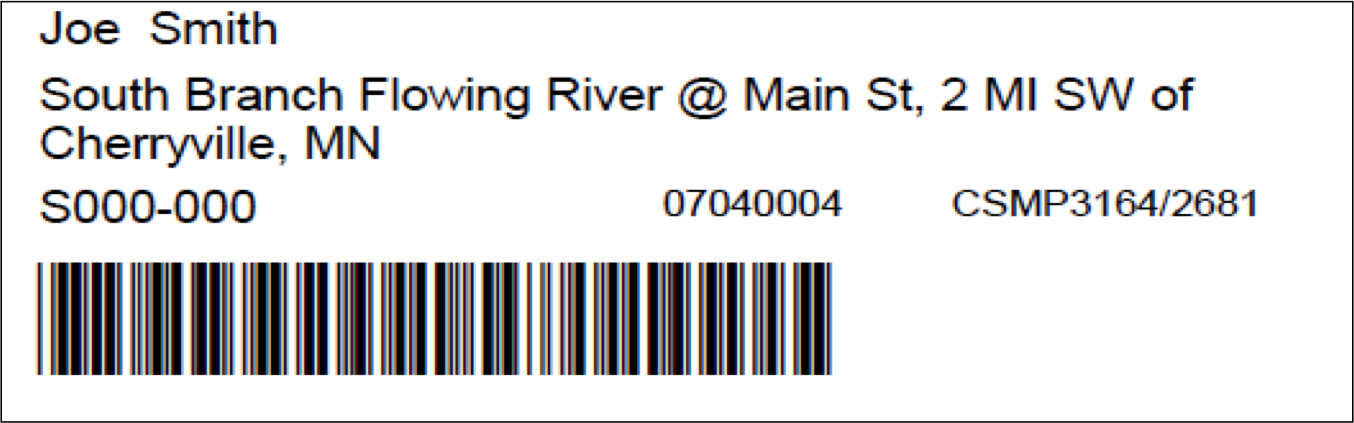 Joe Smith
South Branch Flowing River @ Main St, 2 MI SW of
Cherryville, MN
S000-000 07040004 CSMP3164/2681